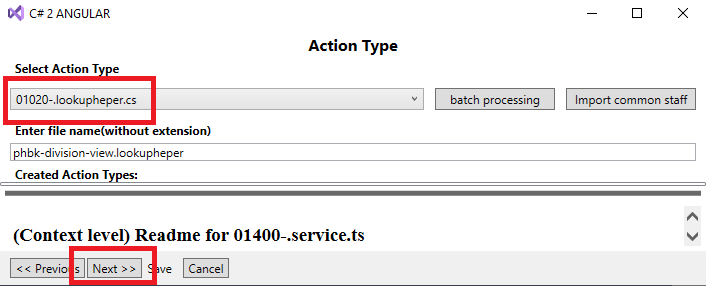 C# 2 ANGULAR
Action Type
Select Action Type
01020-.lookupheper.cs
batch processing
Import common staff
Enter file name(without extension)
phbk-division-view.lookupheper
Created Action Types:
(Context level) Readme for 01400-.service.ts
<< Previous Next >> Save Cancel